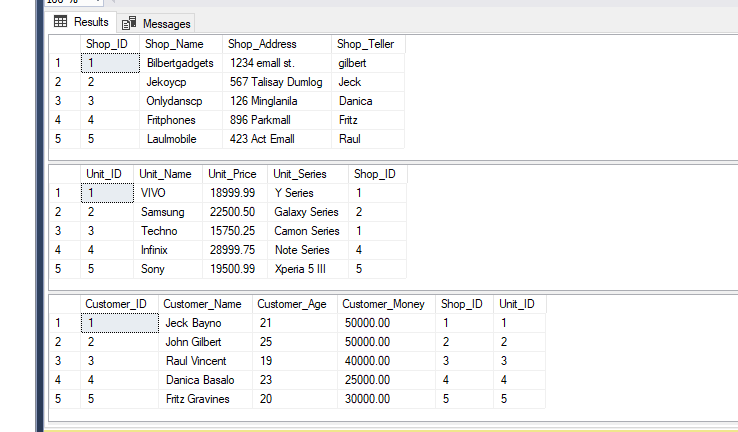 100 %
Results Messages
Shop_ID Shop_Name Shop_Address Shop_Teller
1 1 Bilbertgadgets 1234 emall st. gilbert
2 2 Jekoycp 567 Talisay Dumlog Jeck
3 3 Onlydanscp 126 Minglanila Danica
4 4 Fritphones 896 Parkmall Fritz
5 5 Laulmobile 423 Act Emall Raul
Unit_ID Unit_Name Unit_Price Unit_Series Shop_ID
1 1 VIVO 18999.99 Y Series 1
2 2 Samsung 22500.50 Galaxy Series 2
3 3 Techno 15750.25 Camon Series 1
4 4 Infinix 28999.75 Note Series 4
5 5 Sony 19500.99 Xperia 5 III 5
Customer_ID Customer_Name Customer_Age Customer_Money Shop_ID Unit_ID
1 1 Jeck Bayno 21 50000.00 1 1
2 2 John Gilbert 25 50000.00 2 2
3 3 Raul Vincent 19 40000.00 3 3
4 4 Danica Basalo 23 25000.00 4 4
5 5 Fritz Gravines 20 30000.00 5 5